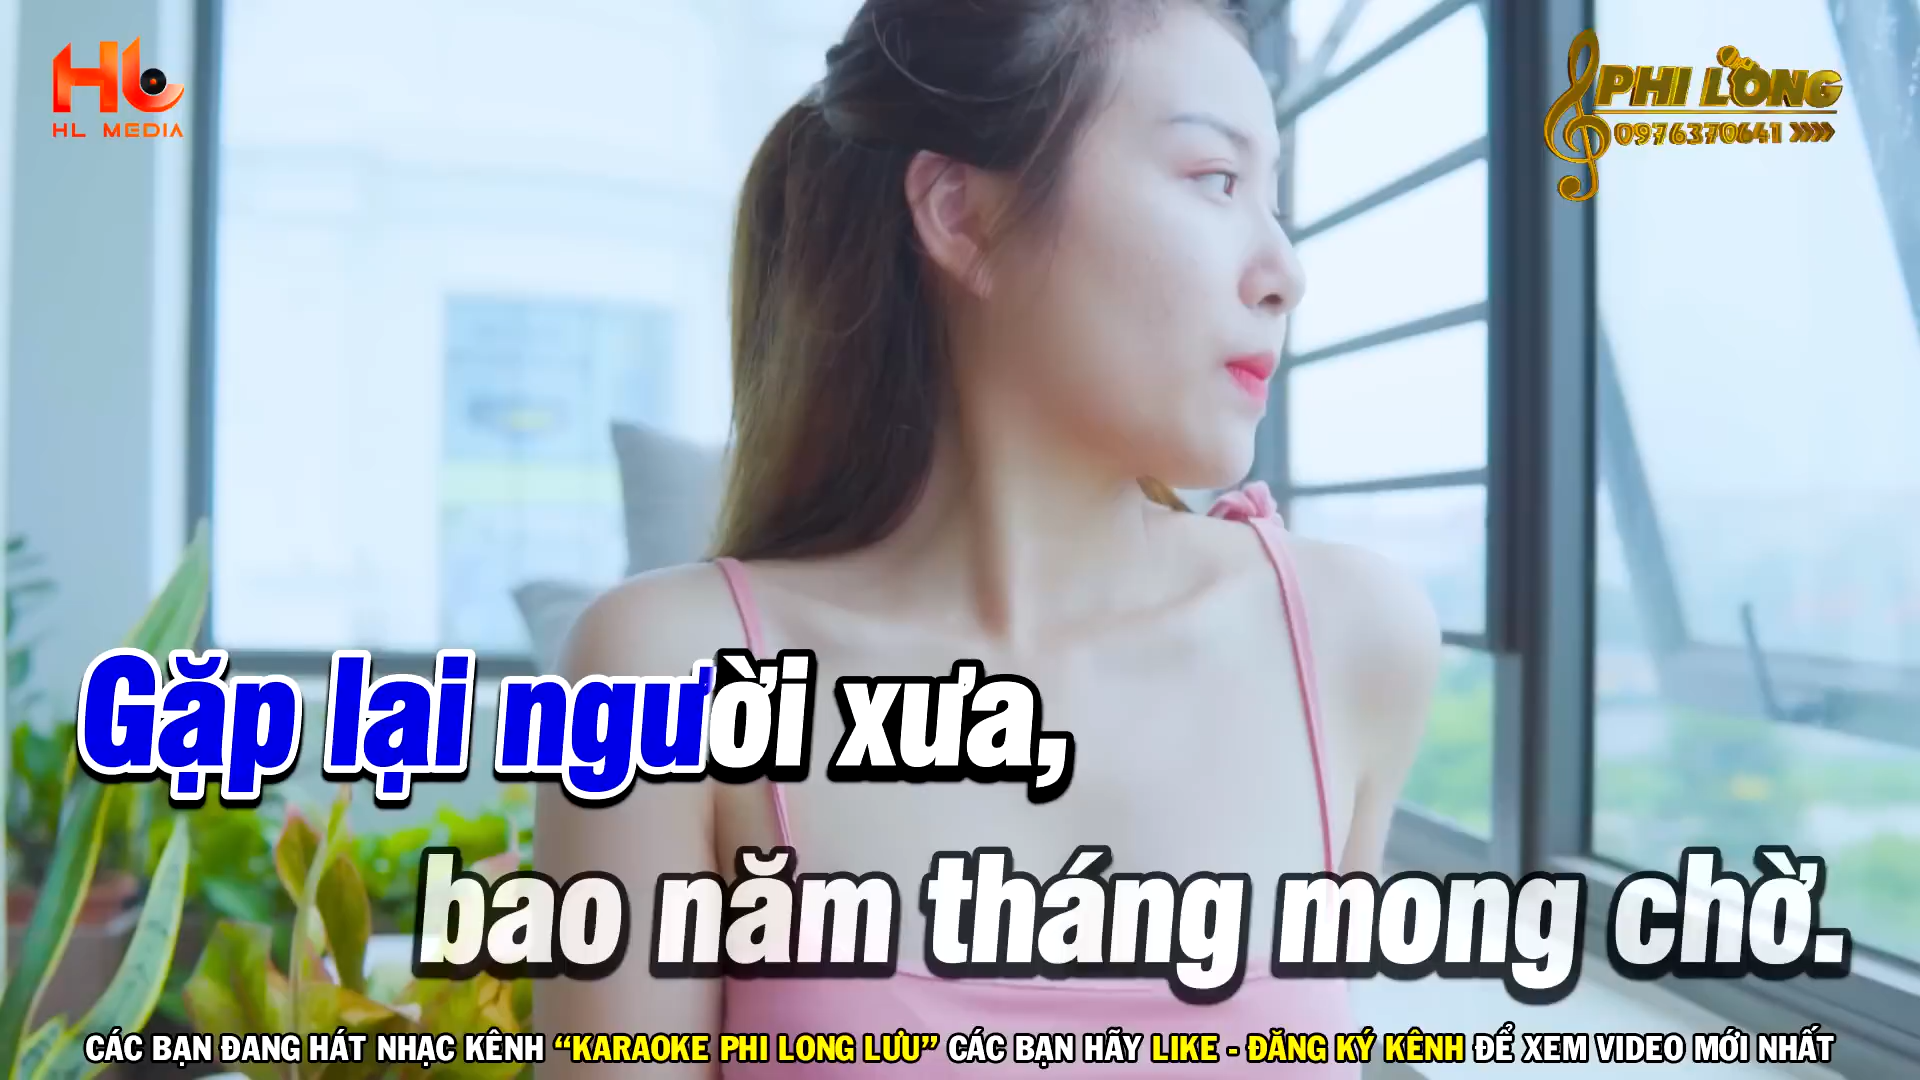 HL MEDIA
PHI LONG
0976370641
Gặp lại người xưa,
bao năm tháng mong chờ.
CÁC BẠN ĐANG HÁT NHẠC KÊNH “KARAOKE PHI LONG LƯU” CÁC BẠN HÃY LIKE - ĐĂNG KÝ KÊNH ĐỂ XEM VIDEO MỚI NHẤT